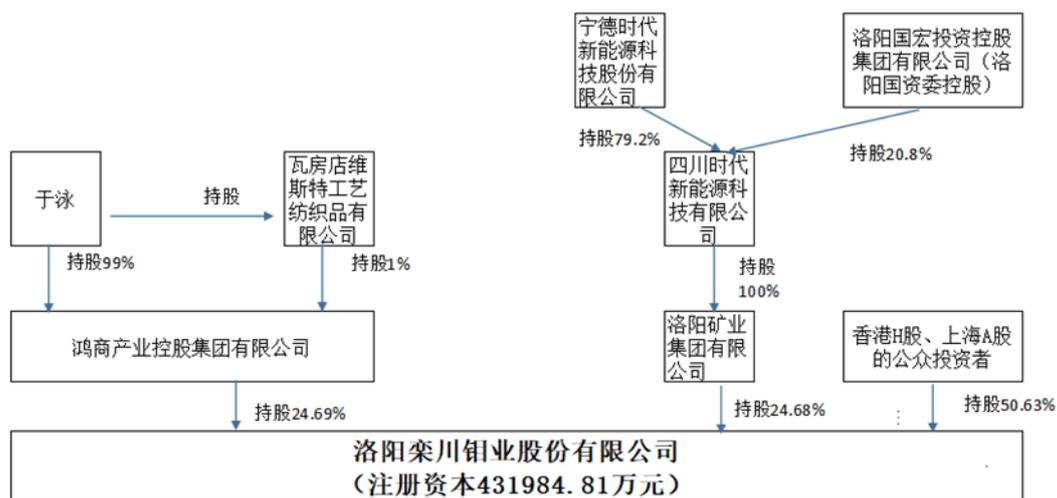 宁德时代
新能源科
技股份有
限公司
洛阳国宏投资控股
集团有限公司（洛
阳国资委控股）
持股79.2%
持股20.8%
于泳
持股
瓦房店维
斯特工艺
纺织品有
限公司
四川时代
新能源科
技有限公
司
持股99%
持股1%
持股
100%
鸿商产业控股集团有限公司
洛阳矿业
集团有限
公司
香港H股、上海A股
的公众投资者
持股24.69%
持股24.68%
持股50.63%
洛阳栾川钼业股份有限公司
（注册资本431984.81万元）